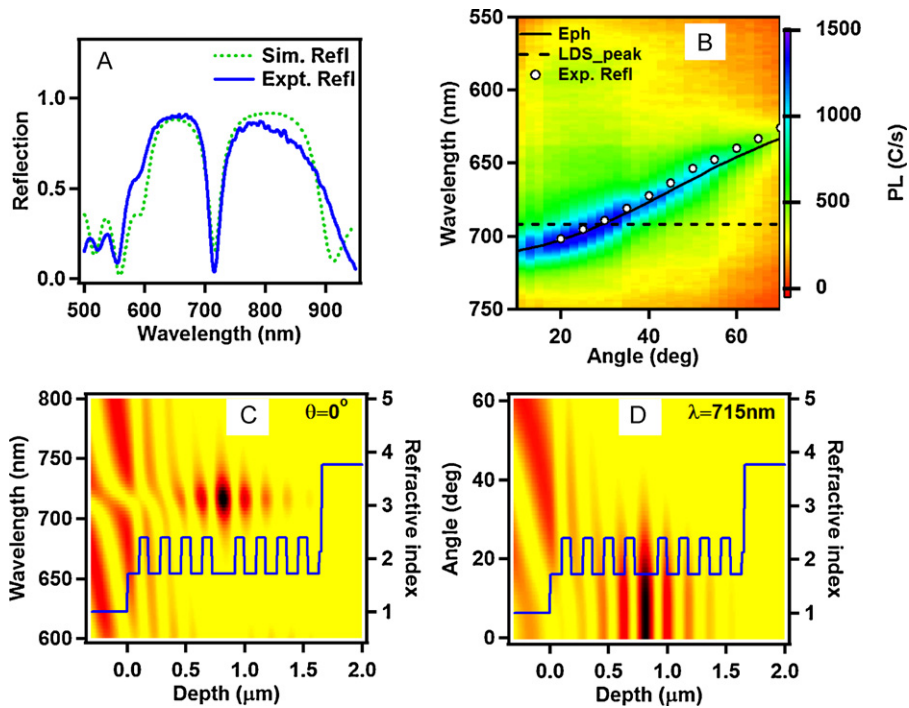 A
Sim. Refl
Expt. Refl
1.0
0.5
0.0
Reflection
500 600 700 800 900
Wavelength (nm)
B
Eph
LDS_peak
Exp. Refl
550
600
650
700
750
Wavelength (nm)
20 40 60
Angle (deg)
1500
1000
500
0
PL (C/s)
C
θ=0°
800
750
700
650
600
Wavelength (nm)
5
4
3
2
1
Refractive index
0.0 0.5 1.0 1.5 2.0
Depth (μm)
D
λ=715nm
60
40
20
0
Angle (deg)
5
4
3
2
1
Refractive index
0.0 0.5 1.0 1.5 2.0
Depth (μm)